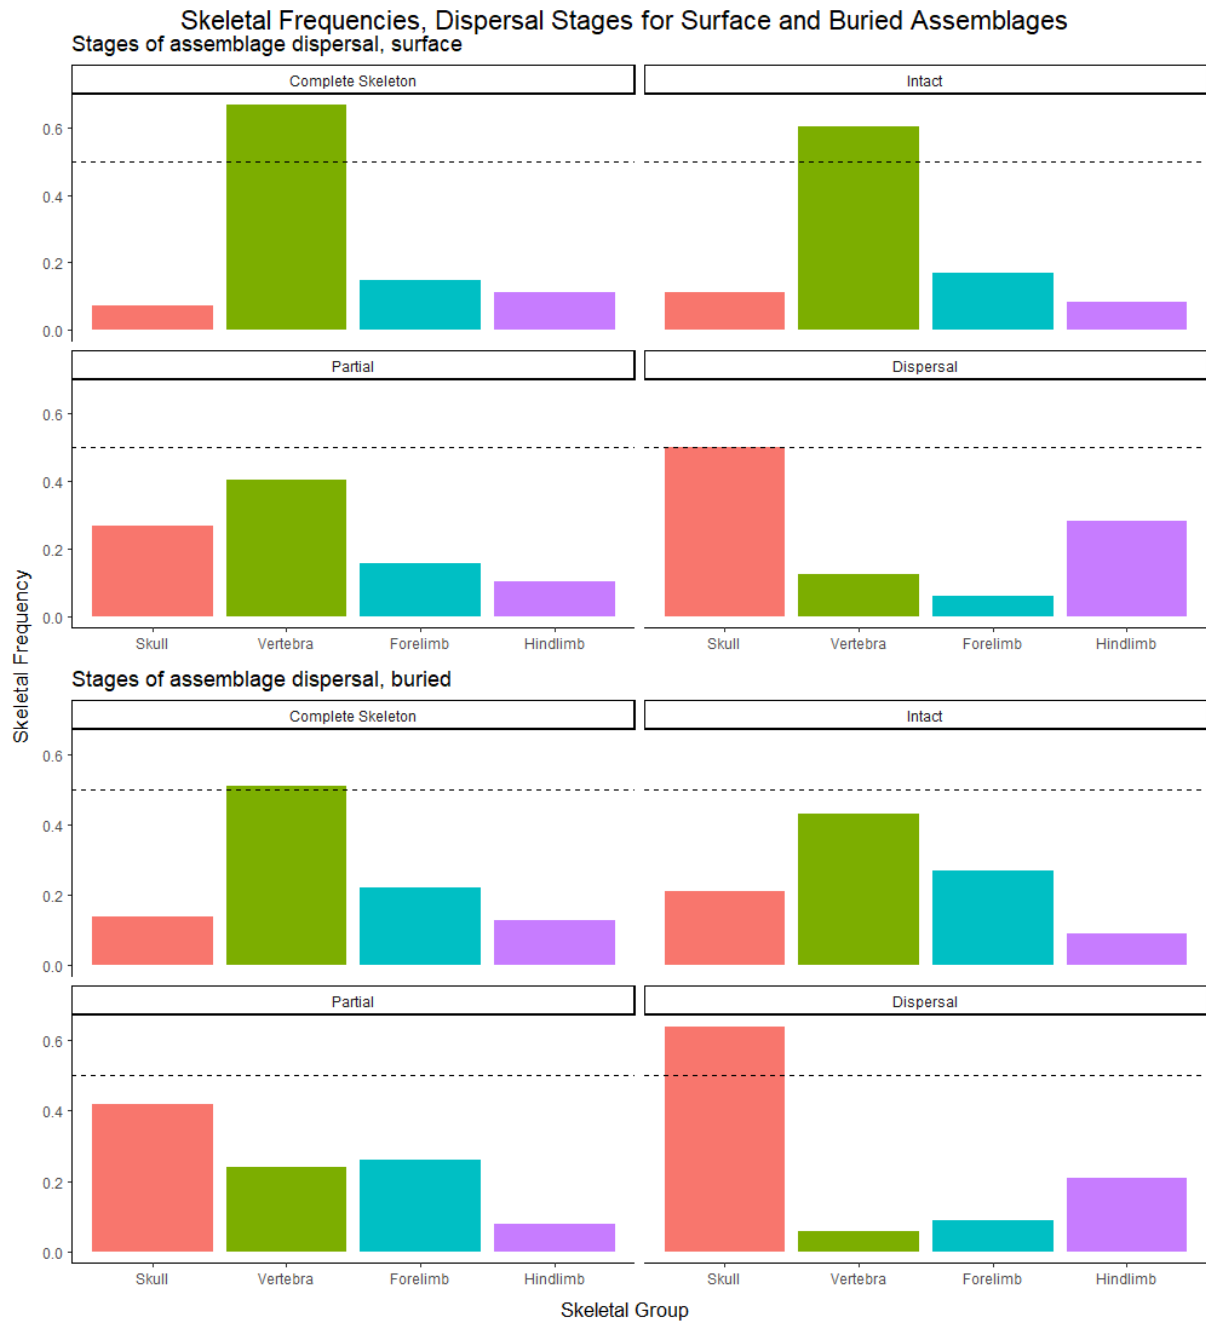 Skeletal Frequencies, Dispersal Stages for Surface and Buried Assemblages
Stages of assemblage dispersal, surface
Complete Skeleton
Intact
0.6
0.4
0.2
0.0
Partial
Dispersal
0.6
0.4
0.2
0.0
Skull
Vertebra
Forelimb
Hindlimb
Skull
Vertebra
Forelimb
Hindlimb
Skeletal Frequency
Stages of assemblage dispersal, buried
Complete Skeleton
Intact
0.6
0.4
0.2
0.0
Partial
Dispersal
0.6
0.4
0.2
0.0
Skull
Vertebra
Forelimb
Hindlimb
Skull
Vertebra
Forelimb
Hindlimb
Skeletal Group